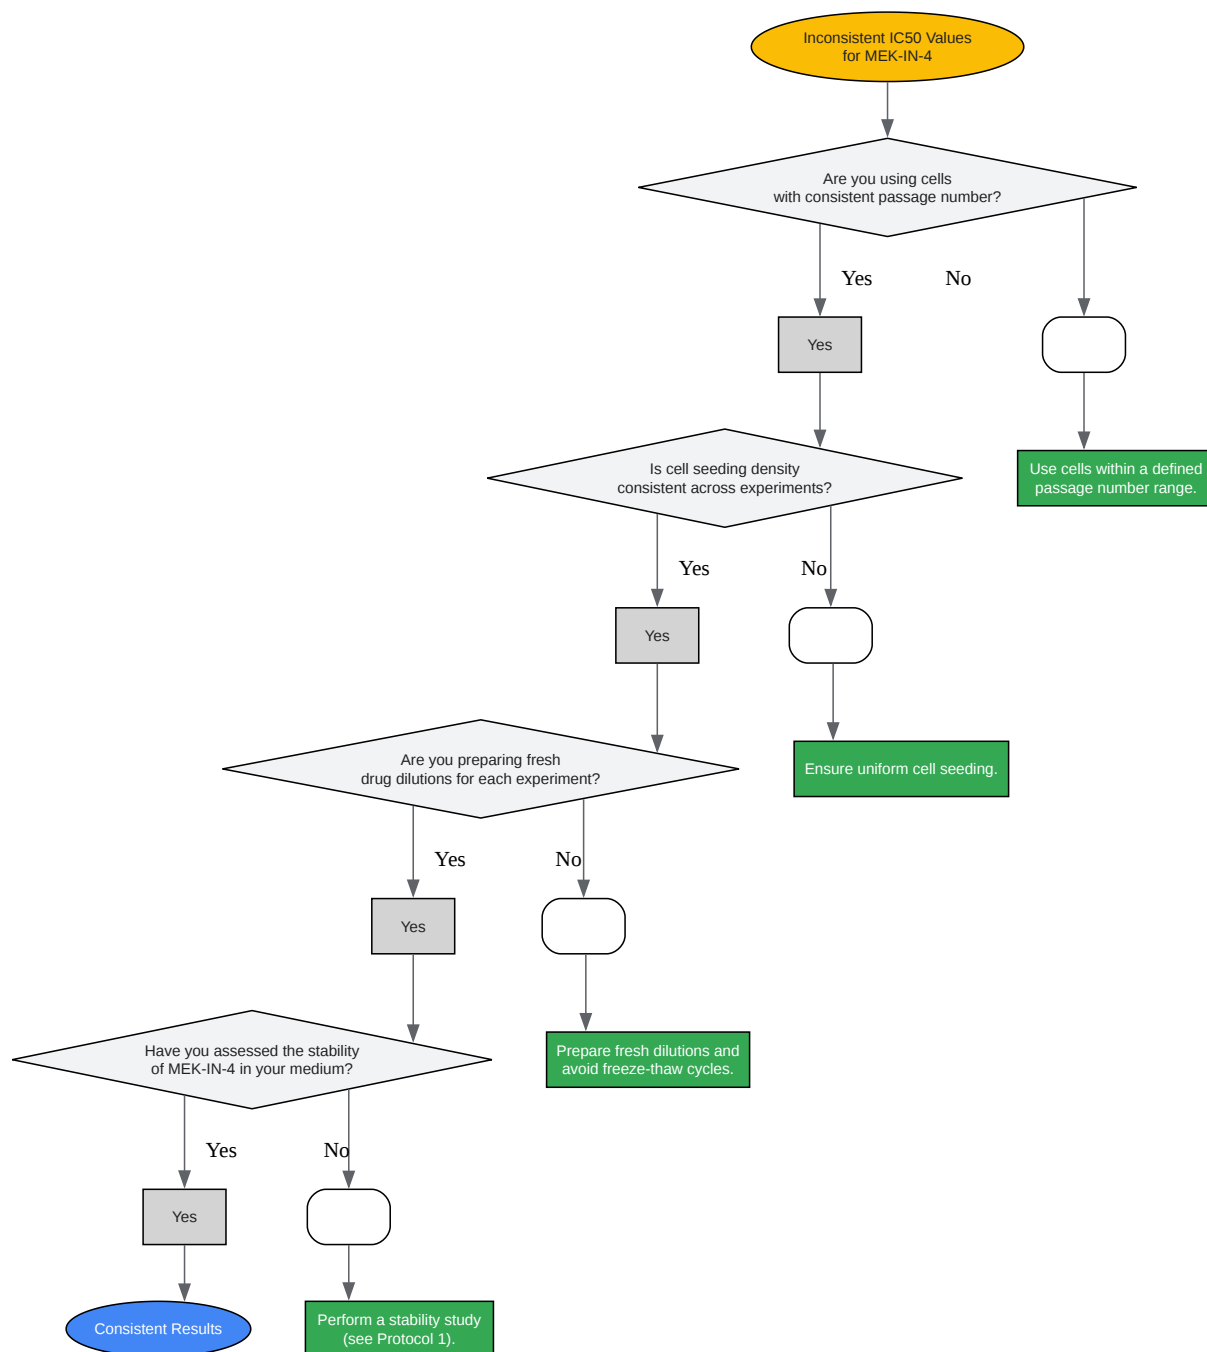 Inconsistent IC50 Values
for MEK-IN-4
Are you using cells
with consistent passage number?
Yes
No
Yes
Is cell seeding density
consistent across experiments?
Use cells within a defined
passage number range.
Yes
No
Yes
Are you preparing fresh
drug dilutions for each experiment?
Ensure uniform cell seeding.
Yes
No
Yes
Have you assessed the stability
of MEK-IN-4 in your medium?
Prepare fresh dilutions and
avoid freeze-thaw cycles.
Yes
No
Yes
Consistent Results
Perform a stability study
(see Protocol 1).